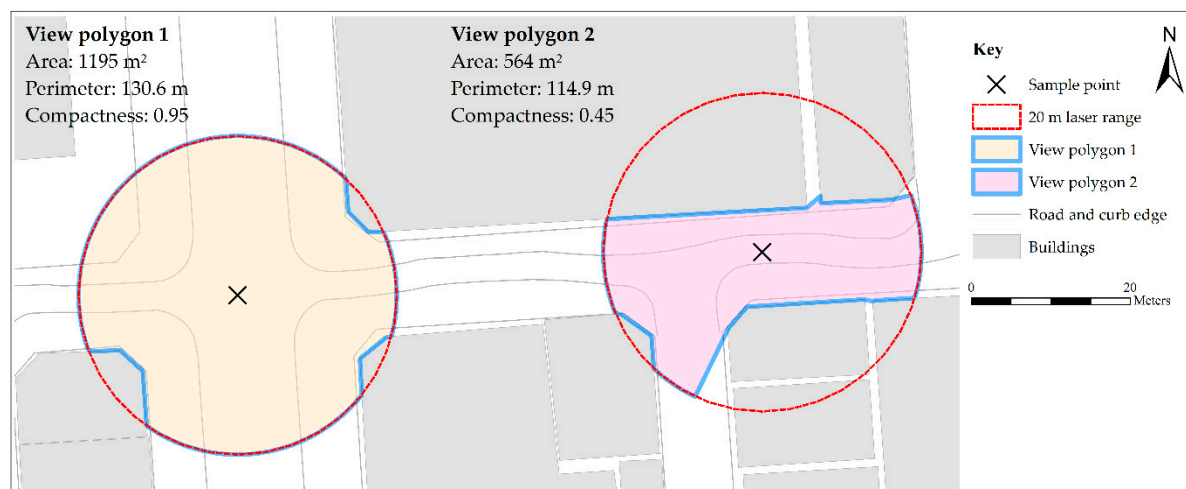 View polygon 1
Area: 1195 m²
Perimeter: 130.6 m
Compactness: 0.95
View polygon 2
Area: 564 m²
Perimeter: 114.9 m
Compactness: 0.45
N
Key
Sample point
20 m laser range
View polygon 1
View polygon 2
Road and curb edge
Buildings
0 20
Meters